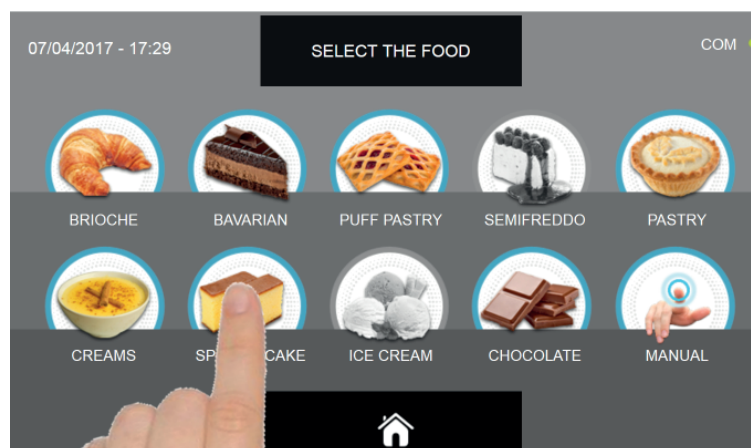 07/04/2017 - 17:29
SELECT THE FOOD
COM
BRIOCHE
BAVARIAN
PUFF PASTRY
SEMIFREDDO
PASTRY
CREAMS
SP CAKE
ICE CREAM
CHOCOLATE
MANUAL